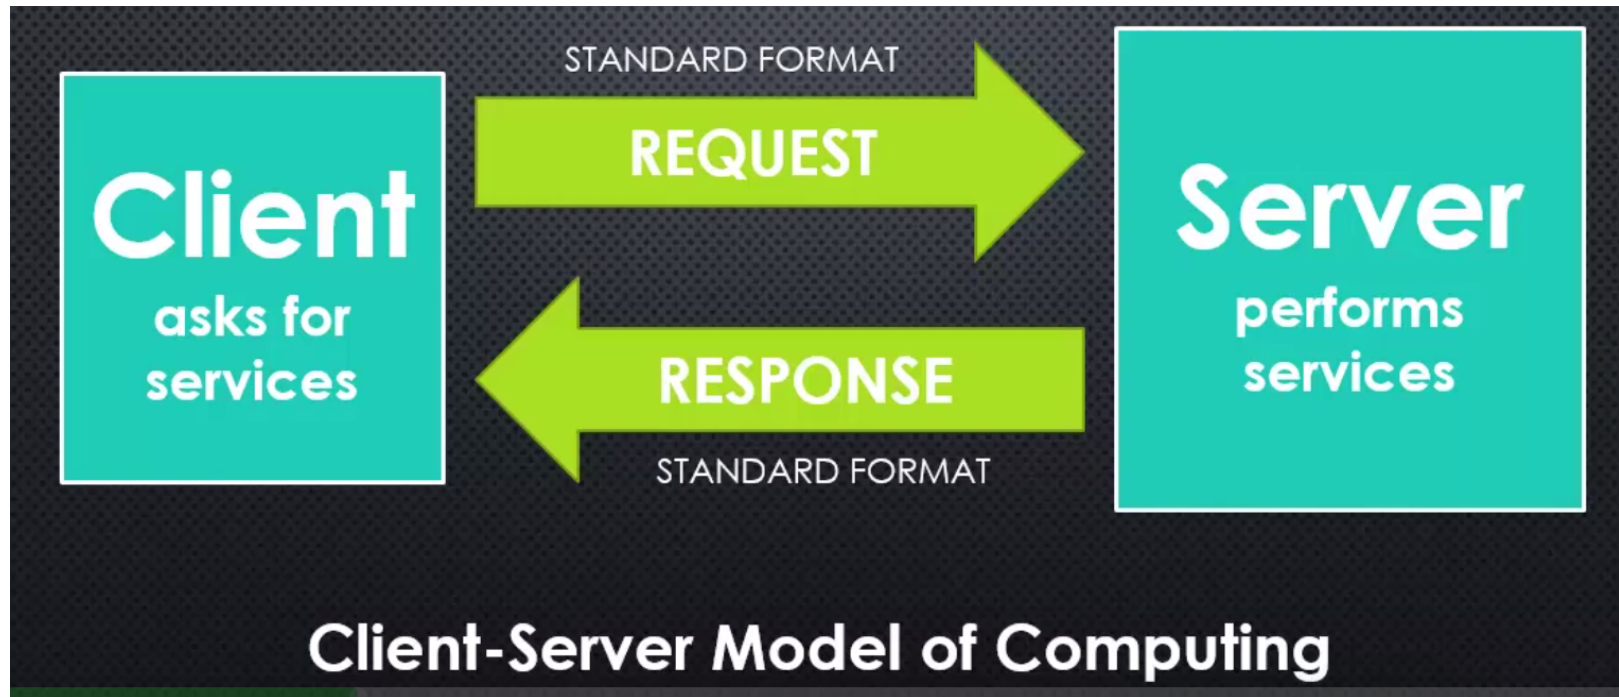 STANDARD FORMAT
REQUEST
Client
asks for
services
Server
performs
services
RESPONSE
STANDARD FORMAT
Client-Server Model of Computing